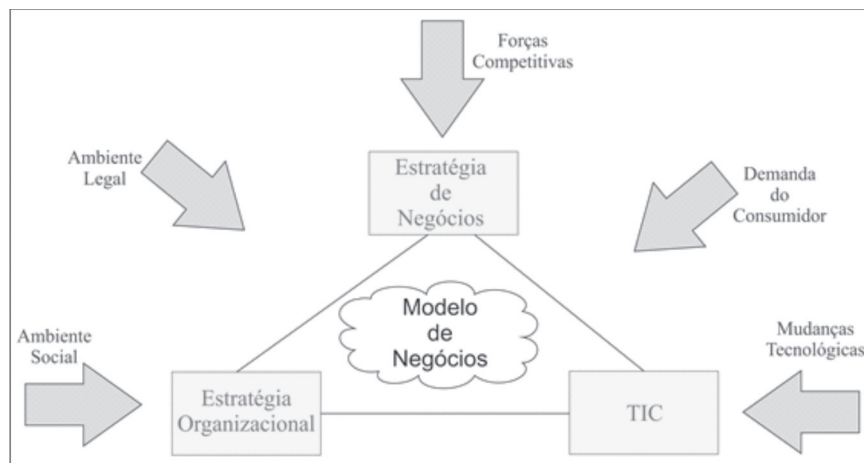 Forças
Competitivas
Ambiente
Legal
Estratégia
de
Negócios
Demanda
do
Consumidor
Modelo
de
Negócios
Ambiente
Social
Mudanças
Tecnológicas
Estratégia
Organizacional
TIC